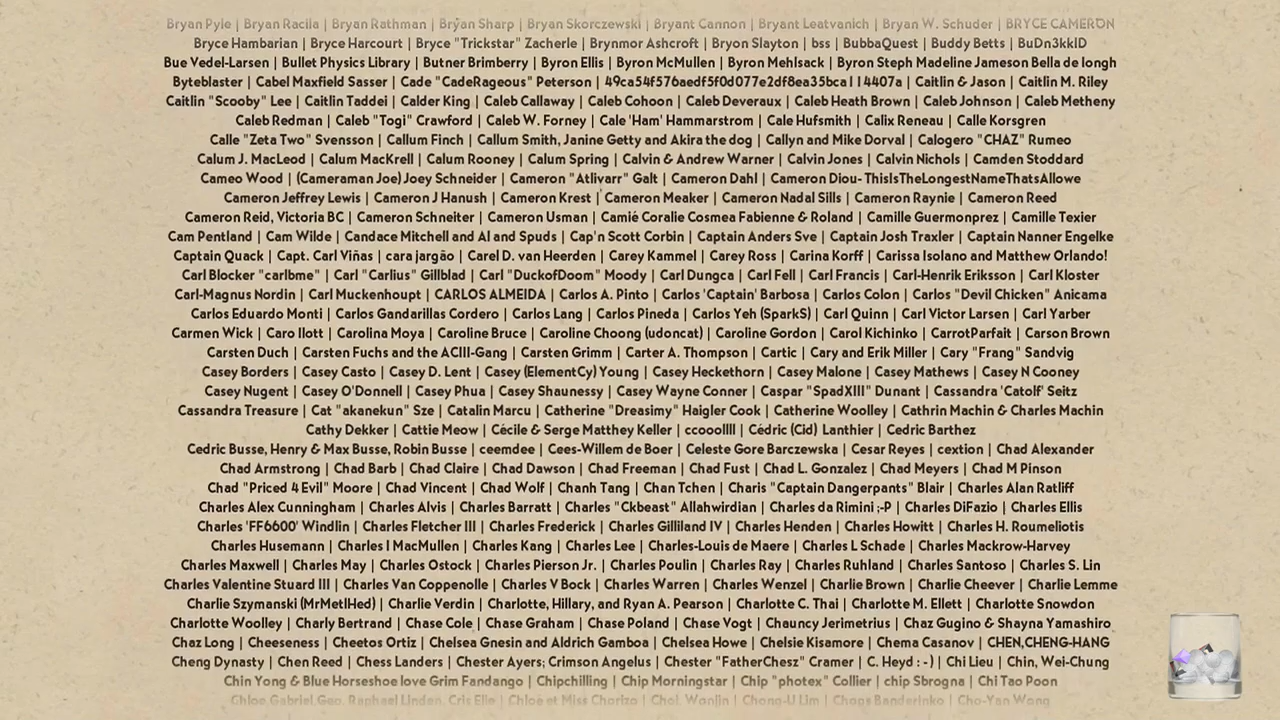 Bryan Pyle | Bryan Racila | Bryan Rathman | Bryan Sharp | Bryan Skorczewski | Bryant Cannon | Bryant Leatvanich | Bryan W. Schuder | BRYCE CAMERON
Bryce Hambarian | Bryce Harcourt | Bryce "Trickstar" Zacherle | Brynmor Ashcroft | Bryon Slayton | bss | BubbaQuest | Buddy Betts | BuDn3kkID
Bue Vedel-Larsen | Bullet Physics Library | Butner Brimberry | Byron Ellis | Byron McMullen | Byron Mehlsack | Byron Steph Madeline Jameson Bella de longh
Byteblaster | Cabel Maxfield Sasser | Cade "CadeRageous" Peterson | 49ca54f576aedf5f0d077e2df8ea35bca114407a | Caitlin & Jason | Caitlin M. Riley
Caitlin "Scooby" Lee | Caitlin Taddei | Calder King | Caleb Callaway | Caleb Cohoon | Caleb Deveraux | Caleb Heath Brown | Caleb Johnson | Caleb Metheny
Caleb Redman | Caleb "Togi" Crawford | Caleb W. Forney | Cale 'Ham' Hammarstrom | Cale Hufsmith | Calix Reneau | Calle Korsgren
Calle "Zeta Two" Svensson | Callum Finch | Callum Smith, Janine Getty and Akira the dog | Callyn and Mike Dorval | Calogero "CHAZ" Rumeo
Calum J. MacLeod | Calum MacKrell | Calum Rooney | Calum Spring | Calvin & Andrew Warner | Calvin Jones | Calvin Nichols | Camden Stoddard
Cameo Wood | (Cameraman Joe) Joey Schneider | Cameron "Atlivarr" Galt | Cameron Dahl | Cameron Diou- ThisIsTheLongestNameThatsAllowe
Cameron Jeffrey Lewis | Cameron J Hanush | Cameron Krest | Cameron Meaker | Cameron Nadal Sills | Cameron Raynie | Cameron Reed
Cameron Reid, Victoria BC | Cameron Schneiter | Cameron Usman | Camié Coralie Cosmea Fabienne & Roland | Camille Guermonprez | Camille Texier
Cam Pentland | Cam Wilde | Candace Mitchell and Al and Spuds | Cap'n Scott Corbin | Captain Anders Sve | Captain Josh Traxler | Captain Nanner Engelke
Captain Quack | Capt. Carl Viñas | cara jargão | Carel D. van Heerden | Carey Kammel | Carey Ross | Carina Korff | Carissa Isolano and Matthew Orlando!
Carl Blocker "carlbme" | Carl "Carlius" Gillblad | Carl "DuckofDoom" Moody | Carl Dungca | Carl Fell | Carl Francis | Carl-Henrik Eriksson | Carl Kloster
Carl-Magnus Nordin | Carl Muckenhoupt | CARLOS ALMEIDA | Carlos A. Pinto | Carlos 'Captain' Barbosa | Carlos Colon | Carlos "Devil Chicken" Anicama
Carlos Eduardo Monti | Carlos Gandarillas Cordero | Carlos Lang | Carlos Pineda | Carlos Yeh (SparkS) | Carl Quinn | Carl Victor Larsen | Carl Yarber
Carmen Wick | Caro Ilott | Carolina Moya | Caroline Bruce | Caroline Choong (udoncat) | Caroline Gordon | Carol Kichinko | CarrotParfait | Carson Brown
Carsten Duch | Carsten Fuchs and the ACIII-Gang | Carsten Grimm | Carter A. Thompson | Cartic | Cary and Erik Miller | Cary "Frang" Sandvig
Casey Borders | Casey Casto | Casey D. Lent | Casey (ElementCy) Young | Casey Heckethorn | Casey Malone | Casey Mathews | Casey N Cooney
Casey Nugent | Casey O'Donnell | Casey Phua | Casey Shaunessy | Casey Wayne Conner | Caspar "SpadXIII" Dunant | Cassandra 'Catolf' Seitz
Cassandra Treasure | Cat "akanekun" Sze | Catalin Marcu | Catherine "Dreasimy" Haigler Cook | Catherine Woolley | Cathrin Machin & Charles Machin
Cathy Dekker | Cattie Meow | Cécile & Serge Matthey Keller | ccooollll | Cédric (Cid) Lanthier | Cedric Barthez
Cedric Busse, Henry & Max Busse, Robin Busse | ceemdee | Cees-Willem de Boer | Celeste Gore Barczewska | Cesar Reyes | cextion | Chad Alexander
Chad Armstrong | Chad Barb | Chad Claire | Chad Dawson | Chad Freeman | Chad Fust | Chad L. Gonzalez | Chad Meyers | Chad M Pinson
Chad "Priced 4 Evil" Moore | Chad Vincent | Chad Wolf | Chanh Tang | Chan Tchen | Charis "Captain Dangerpants" Blair | Charles Alan Ratliff
Charles Alex Cunningham | Charles Alvis | Charles Barratt | Charles "Ckbeast" Allahwirdian | Charles da Rimini ;-P | Charles DiFazio | Charles Ellis
Charles 'FF6600' Windlin | Charles Fletcher III | Charles Frederick | Charles Gilliland IV | Charles Henden | Charles Howitt | Charles H. Roumeliotis
Charles Husemann | Charles I MacMullen | Charles Kang | Charles Lee | Charles-Louis de Maere | Charles L Schade | Charles Mackrow-Harvey
Charles Maxwell | Charles May | Charles Ostock | Charles Pierson Jr. | Charles Poulin | Charles Ray | Charles Ruhland | Charles Santoso | Charles S. Lin
Charles Valentine Stuard III | Charles Van Coppenolle | Charles V Bock | Charles Warren | Charles Wenzel | Charlie Brown | Charlie Cheever | Charlie Lemme
Charlie Szymanski (MrMetlHed) | Charlie Verdin | Charlotte, Hillary, and Ryan A. Pearson | Charlotte C. Thai | Charlotte M. Ellett | Charlotte Snowdon
Charlotte Woolley | Charly Bertrand | Chase Cole | Chase Graham | Chase Poland | Chase Vogt | Chauncy Jerimetrius | Chaz Gugino & Shayna Yamashiro
Chaz Long | Cheeseness | Cheetos Ortiz | Chelsea Gnesin and Aldrich Gamboa | Chelsea Howe | Chelsie Kisamore | Chema Casanov | CHEN,CHENG-HANG
Cheng Dynasty | Chen Reed | Chess Landers | Chester Ayers; Crimson Angelus | Chester "FatherChesz" Cramer | C. Heyd : - ) | Chi Lieu | Chin, Wei-Chung
Chin Yong & Blue Horseshoe love Grim Fandango | Chipchilling | Chip Morningstar | Chip "photex" Collier | chip Sbrogna | Chi Tao Poon
Chloe Gabriel Geo, Raphael Linden, Cris Elie | Chloe et Miss Chorizo | Choi, Wonjin | Chong-U Lim | Chops Banderinko | Cho-Yan Wong